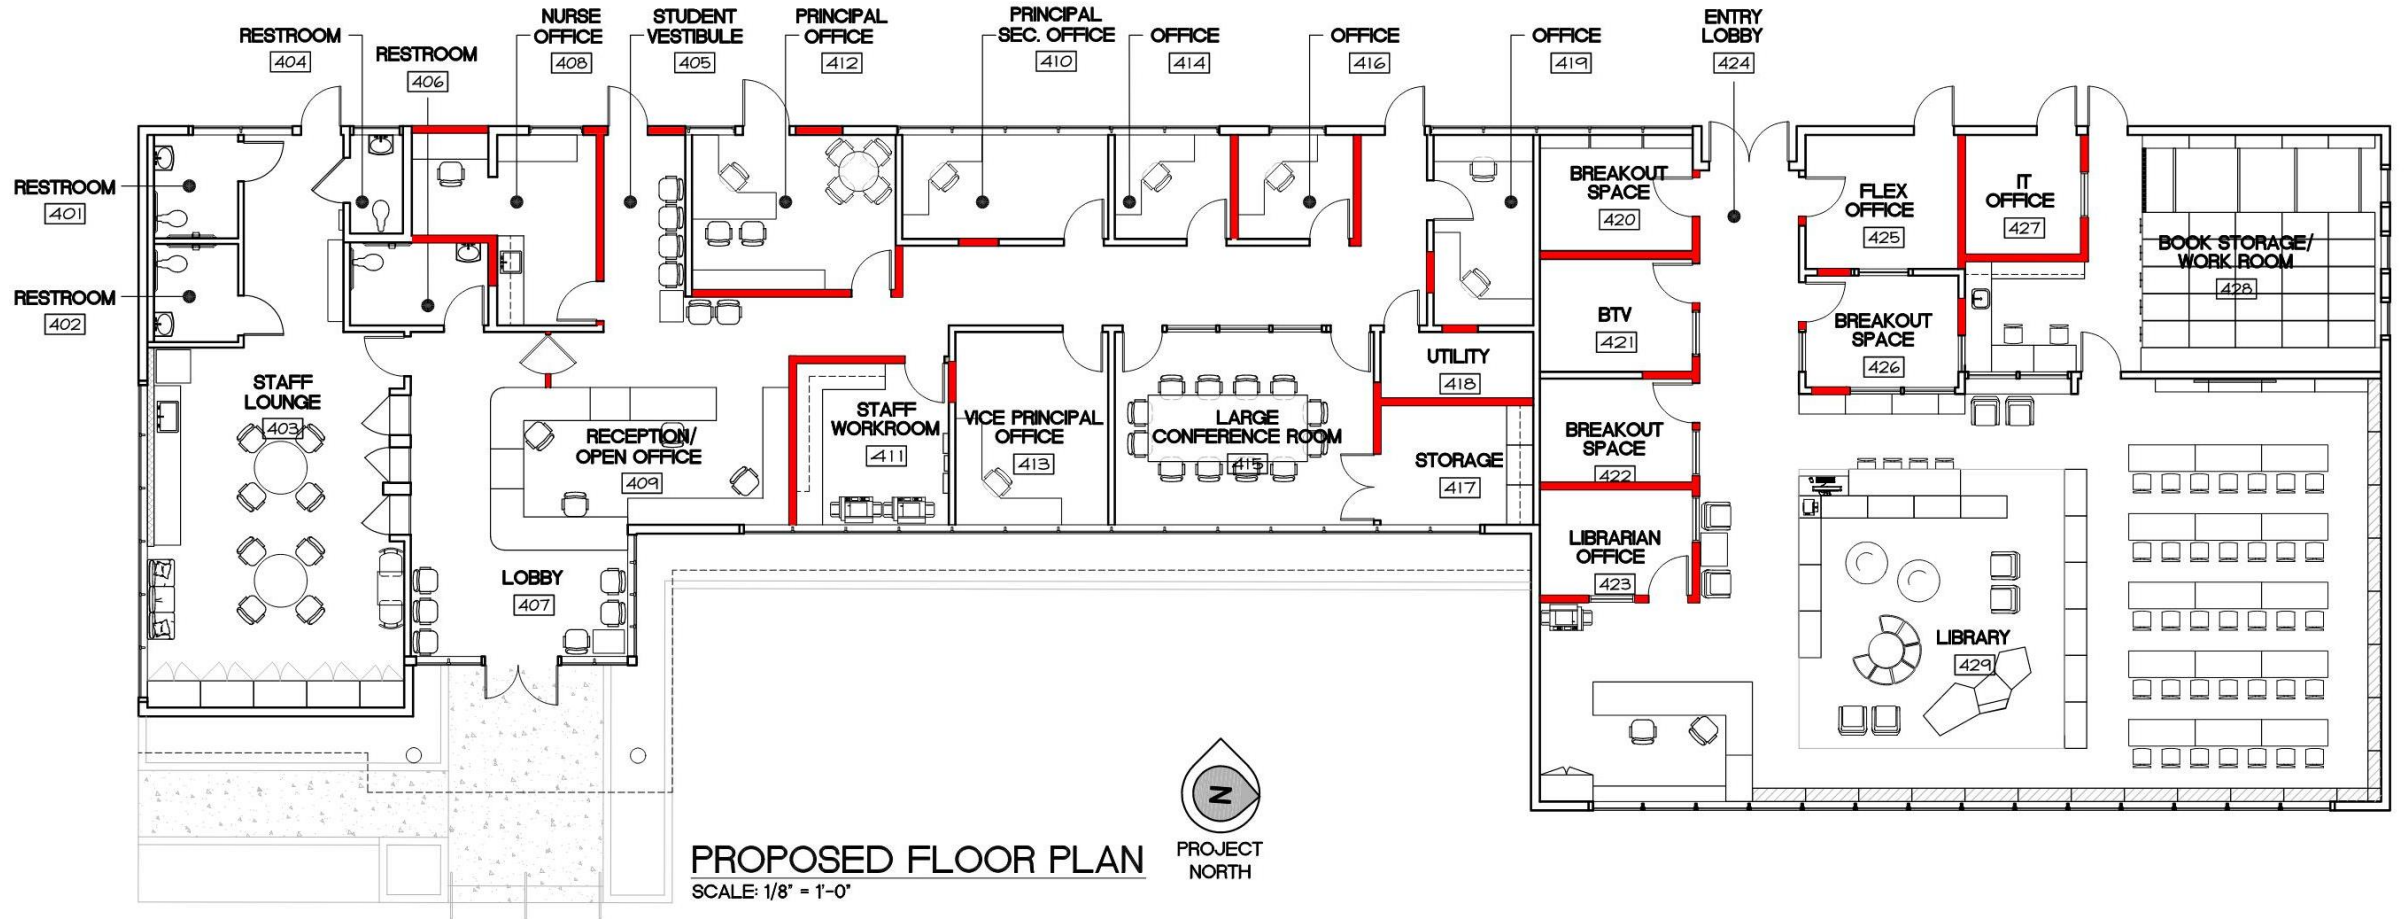 RESTROOM
404
RESTROOM
406
NURSE
OFFICE
408
STUDENT
VESTIBULE
405
PRINCIPAL
OFFICE
412
PRINCIPAL
SEC. OFFICE
410
OFFICE
414
OFFICE
416
OFFICE
419
ENTRY
LOBBY
424
RESTROOM
401
RESTROOM
402
BREAKOUT
SPACE
420
FLEX
OFFICE
425
IT
OFFICE
427
BOOK STORAGE/
WORK ROOM
428
BTV
421
BREAKOUT
SPACE
426
UTILITY
418
STAFF
LOUNGE
403
RECEPTION/
OPEN OFFICE
409
STAFF
WORKROOM
411
VICE PRINCIPAL
OFFICE
413
LARGE
CONFERENCE ROOM
415
STORAGE
417
BREAKOUT
SPACE
422
LIBRARIAN
OFFICE
423
LOBBY
407
LIBRARY
429
PROPOSED FLOOR PLAN
SCALE: 1/8" = 1'-0"
N
PROJECT
NORTH